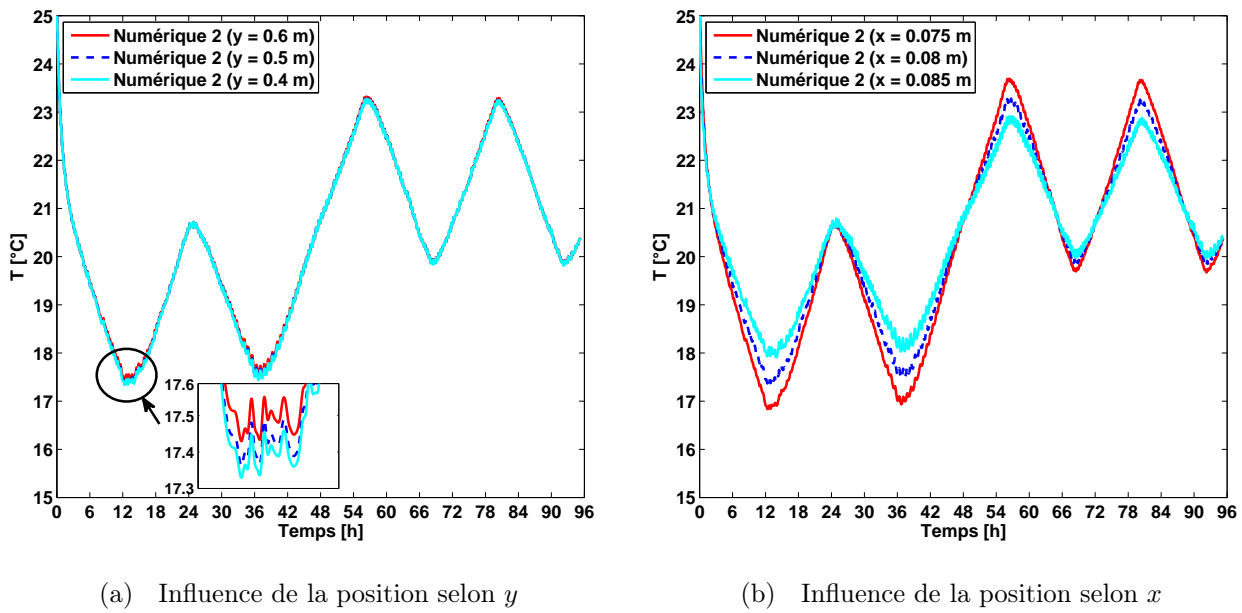 Numérique 2 (y = 0.6 m)
Numérique 2 (y = 0.5 m)
Numérique 2 (y = 0.4 m)
T [°C]
25
24
23
22
21
20
19
18
17
16
15
17.6
17.5
17.4
17.3
0 6 12 18 24 30 36 42 48 54 60 66 72 78 84 90 96
Temps [h]
(a) Influence de la position selon y
Numérique 2 (x = 0.075 m
Numérique 2 (x = 0.08 m)
Numérique 2 (x = 0.085 m
T [°C]
25
24
23
22
21
20
19
18
17
16
15
0 6 12 18 24 30 36 42 48 54 60 66 72 78 84 90 96
Temps [h]
(b) Influence de la position selon x